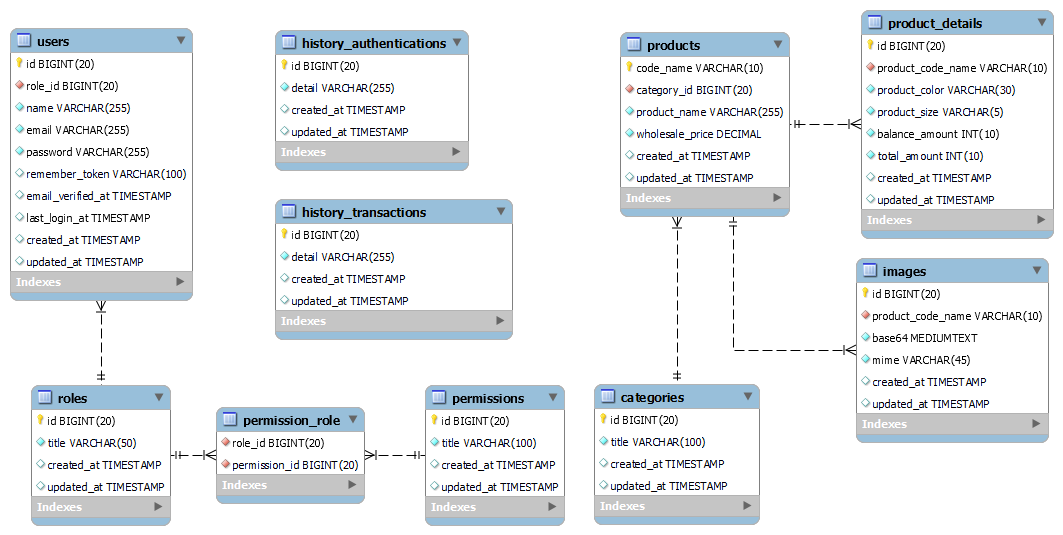 users
id BIGINT(20)
role_id BIGINT(20)
name VARCHAR(255)
email VARCHAR(255)
password VARCHAR(255)
remember_token VARCHAR(100)
email_verified_at TIMESTAMP
last_login_at TIMESTAMP
created_at TIMESTAMP
updated_at TIMESTAMP
Indexes
history_authentications
id BIGINT(20)
detail VARCHAR(255)
created_at TIMESTAMP
updated_at TIMESTAMP
Indexes
history_transactions
id BIGINT(20)
detail VARCHAR(255)
created_at TIMESTAMP
updated_at TIMESTAMP
Indexes
products
code_name VARCHAR(10)
category_id BIGINT(20)
product_name VARCHAR(255)
wholesale_price DECIMAL
created_at TIMESTAMP
updated_at TIMESTAMP
Indexes
product_details
id BIGINT(20)
product_code_name VARCHAR(10)
product_color VARCHAR(30)
product_size VARCHAR(5)
balance_amount INT(10)
total_amount INT(10)
created_at TIMESTAMP
updated_at TIMESTAMP
Indexes
images
id BIGINT(20)
product_code_name VARCHAR(10)
base64 MEDIUMTEXT
mime VARCHAR(45)
created_at TIMESTAMP
updated_at TIMESTAMP
Indexes
roles
id BIGINT(20)
title VARCHAR(50)
created_at TIMESTAMP
updated_at TIMESTAMP
Indexes
permission_role
role_id BIGINT(20)
permission_id BIGINT(20)
Indexes
permissions
id BIGINT(20)
title VARCHAR(100)
created_at TIMESTAMP
updated_at TIMESTAMP
Indexes
categories
id BIGINT(20)
title VARCHAR(100)
created_at TIMESTAMP
updated_at TIMESTAMP
Indexes